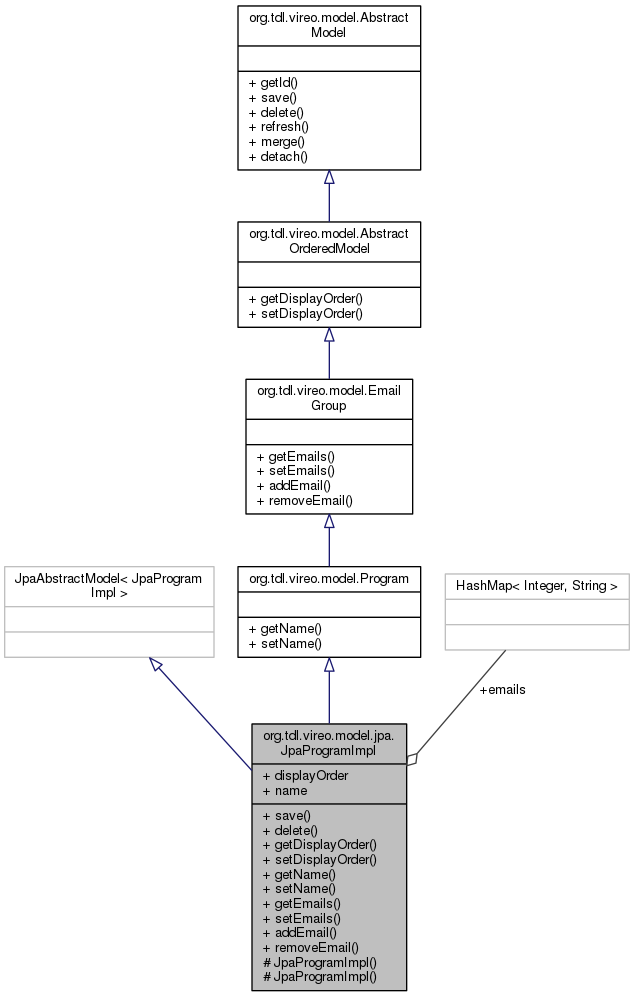 org.tdl.vireo.model.Abstract
Model
+ getId()
+ save()
+ delete()
+ refresh()
+ merge()
+ detach()
org.tdl.vireo.model.Abstract
OrderedModel
+ getDisplayOrder()
+ setDisplayOrder()
org.tdl.vireo.model.Email
Group
+ getEmails()
+ setEmails()
+ addEmail()
+ removeEmail()
JpaAbstractModel< JpaProgram
Impl >
org.tdl.vireo.model.Program
+ getName()
+ setName()
HashMap< Integer, String >
+emails
org.tdl.vireo.model.jpa.
JpaProgramImpl
+ displayOrder
+ name
+ save()
+ delete()
+ getDisplayOrder()
+ setDisplayOrder()
+ getName()
+ setName()
+ getEmails()
+ setEmails()
+ addEmail()
+ removeEmail()
# JpaProgramImpl()
# JpaProgramImpl()